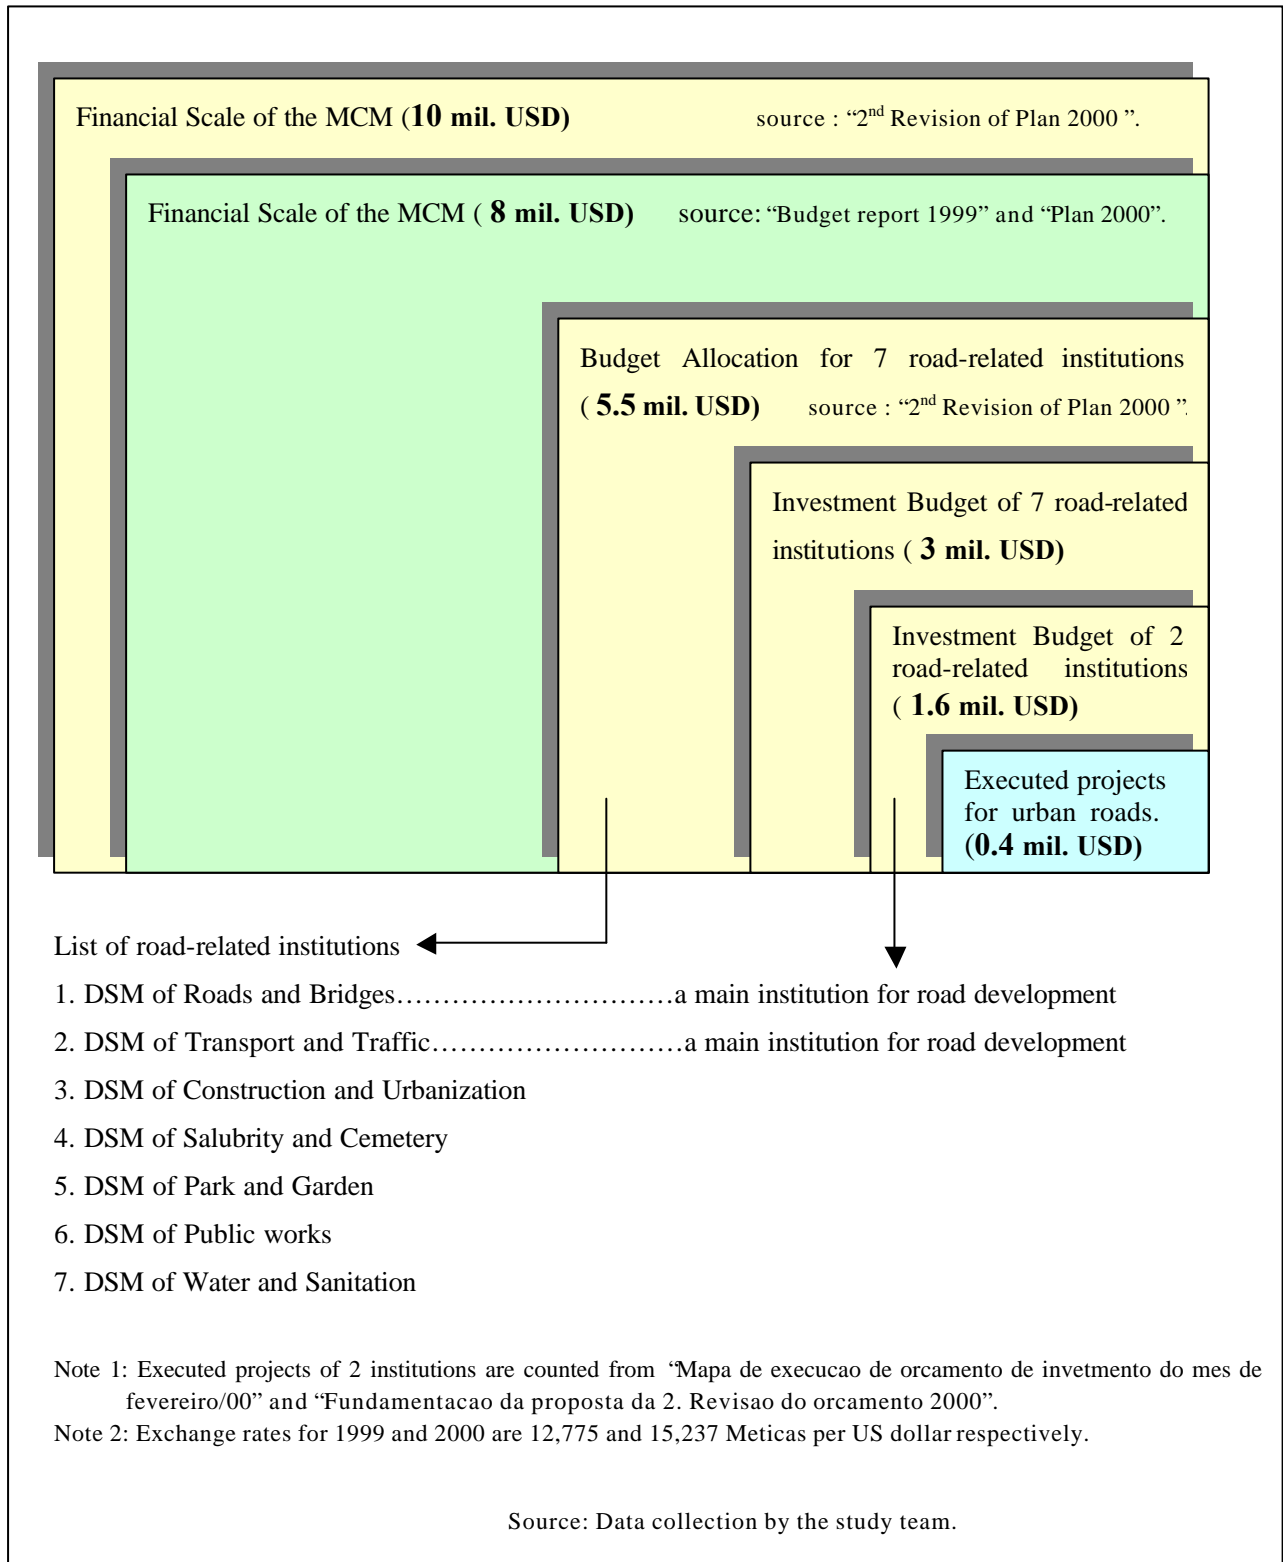 Financial Scale of the MCM (10 mil. USD) source : “2nd Revision of Plan 2000 ”.
Financial Scale of the MCM ( 8 mil. USD) source: “Budget report 1999” and “Plan 2000”.
Budget Allocation for 7 road-related institutions
( 5.5 mil. USD) source : “2nd Revision of Plan 2000 ”.
Investment Budget of 7 road-related
institutions ( 3 mil. USD)
Investment Budget of 2
road-related institutions
( 1.6 mil. USD)
Executed projects
for urban roads.
(0.4 mil. USD)
List of road-related institutions
1. DSM of Roads and Bridges…………………………a main institution for road development
2. DSM of Transport and Traffic………………………a main institution for road development
3. DSM of Construction and Urbanization
4. DSM of Salubrity and Cemetery
5. DSM of Park and Garden
6. DSM of Public works
7. DSM of Water and Sanitation
Note 1: Executed projects of 2 institutions are counted from “Mapa de execucao de orcamento de invetmento do mes de
fevereiro/00” and “Fundamentacao da proposta da 2. Revisao do orcamento 2000”.
Note 2: Exchange rates for 1999 and 2000 are 12,775 and 15,237 Meticas per US dollar respectively.
Source: Data collection by the study team.